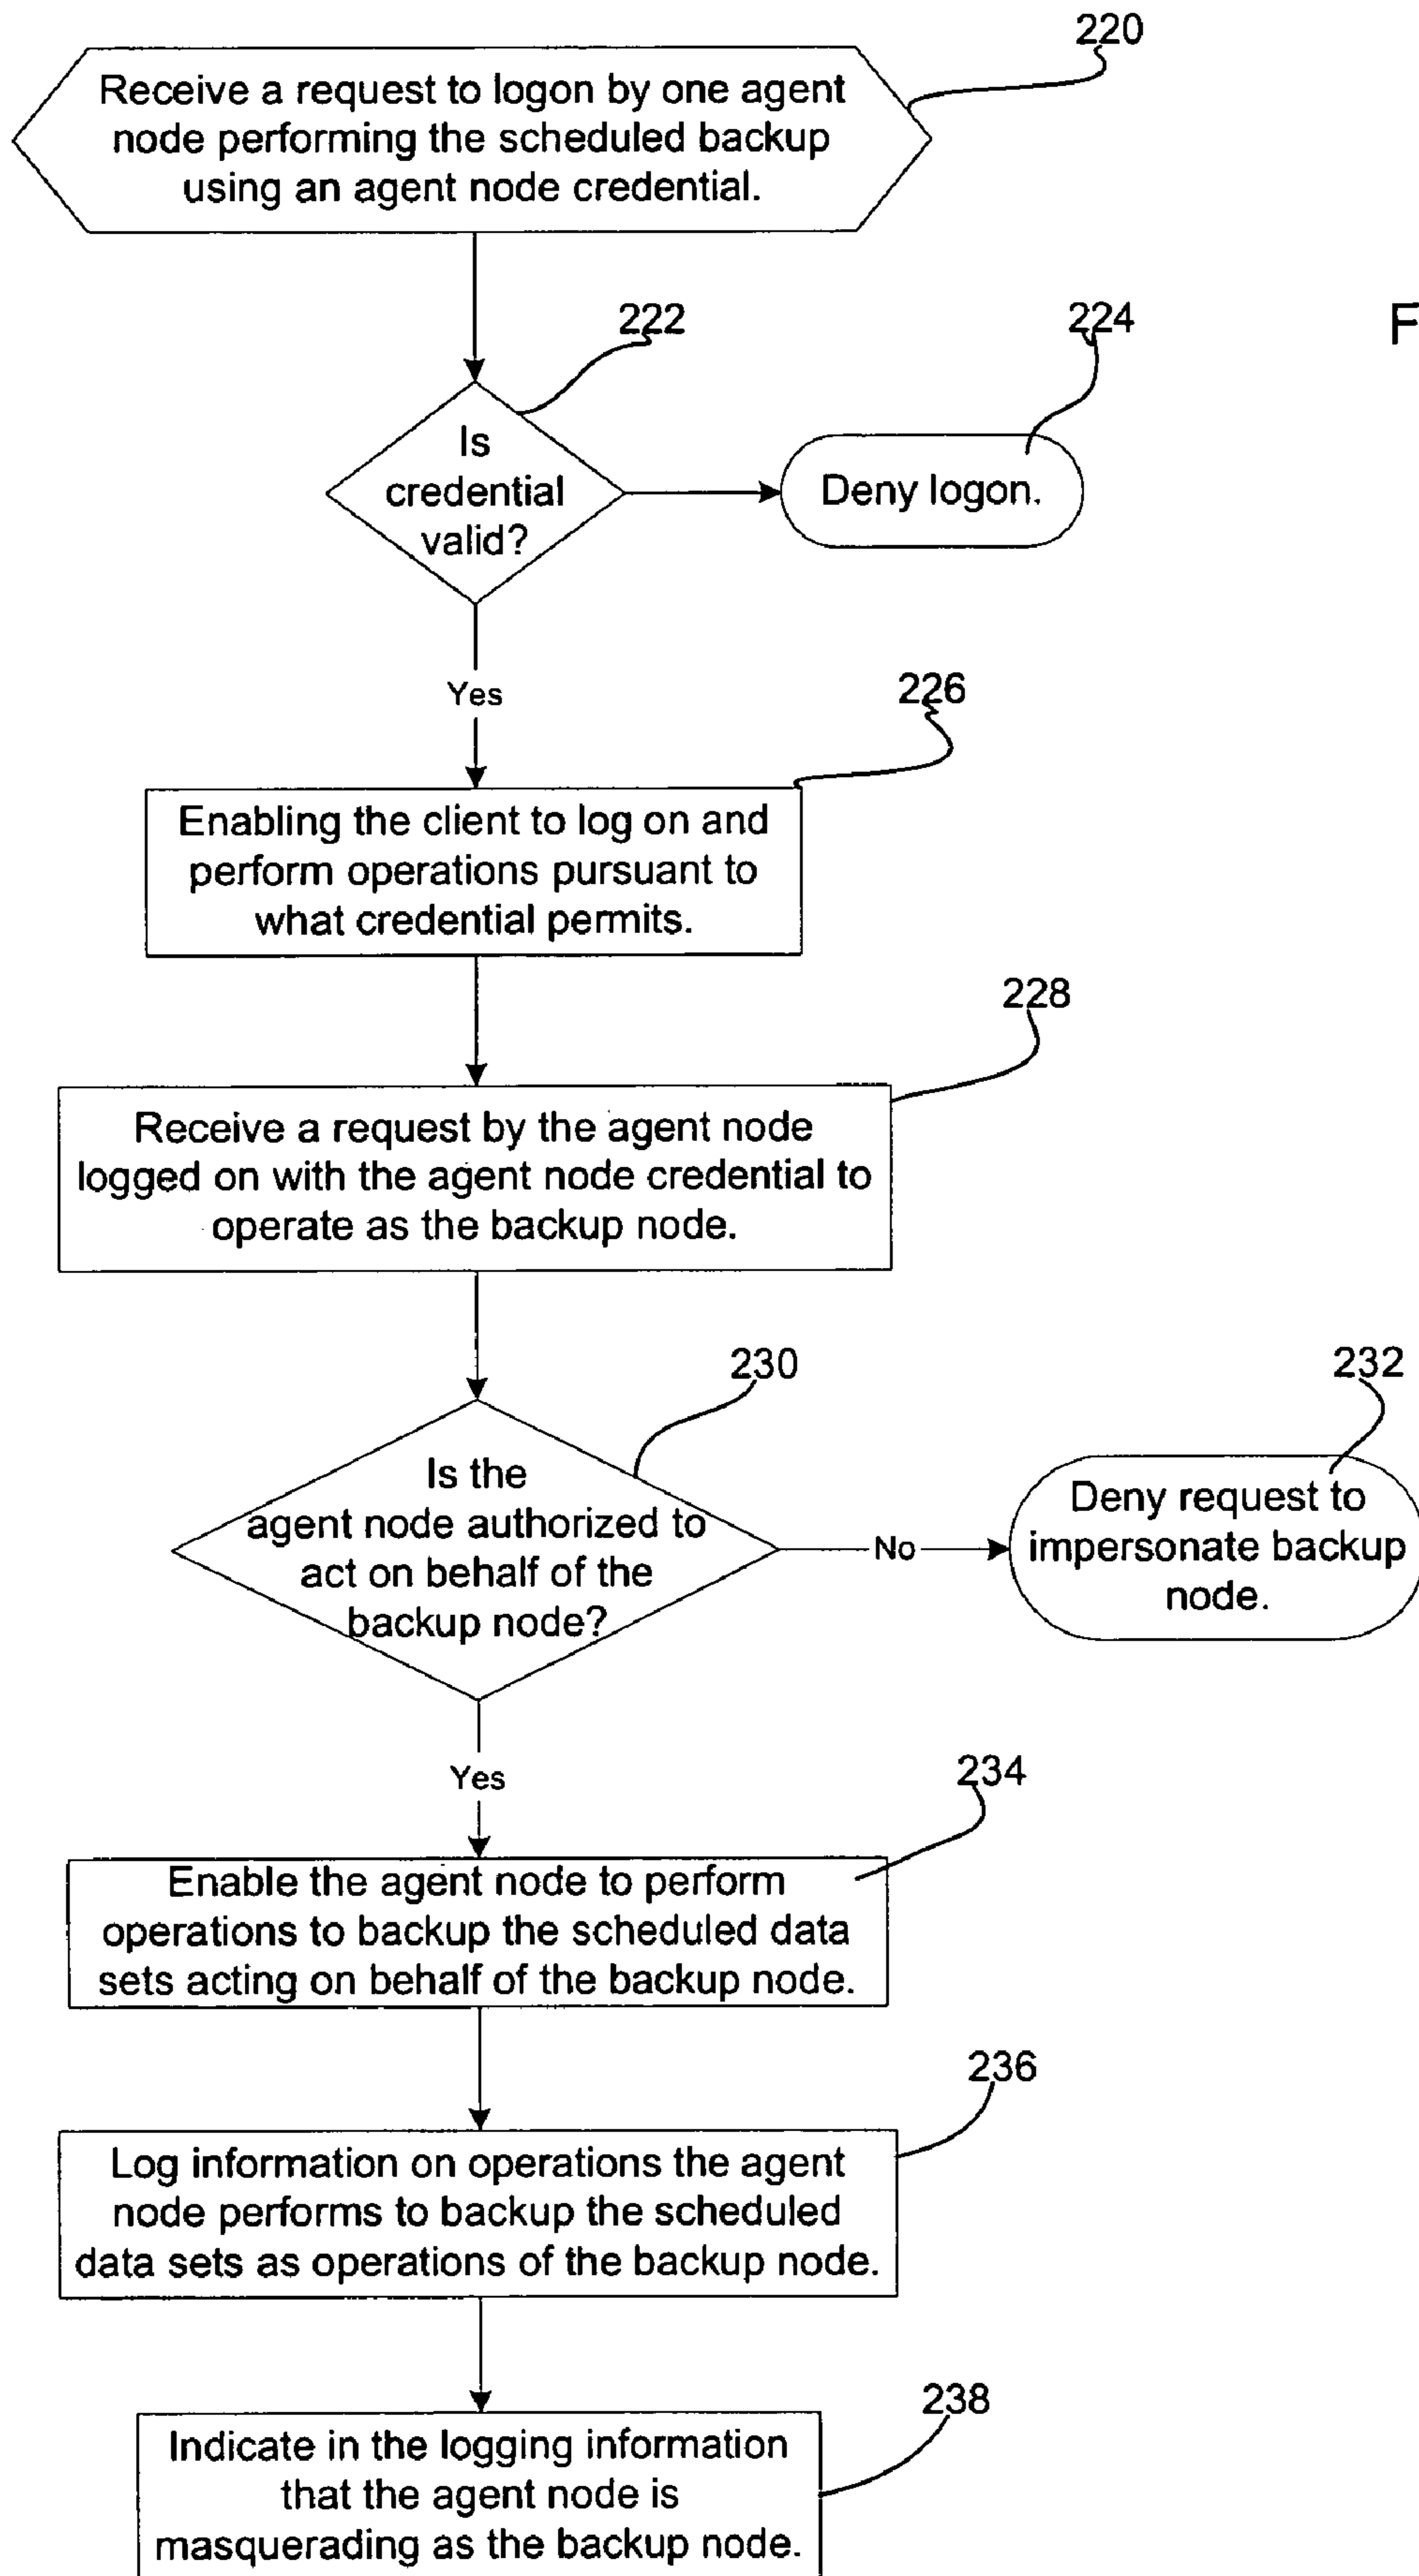 220
Receive a request to logon by one agent
node performing the scheduled backup
using an agent node credential.
222
224
F
Is
credential
valid?
Deny logon.
Yes
226
Enabling the client to log on and
perform operations pursuant to
what credential permits.
228
Receive a request by the agent node
logged on with the agent node credential to
operate as the backup node.
230
232
Is the
agent node authorized to
act on behalf of the
backup node?
No
Deny request to
impersonate backup
node.
Yes
234
Enable the agent node to perform
operations to backup the scheduled data
sets acting on behalf of the backup node.
236
Log information on operations the agent
node performs to backup the scheduled
data sets as operations of the backup node.
238
Indicate in the logging information
that the agent node is
masquerading as the backup node.